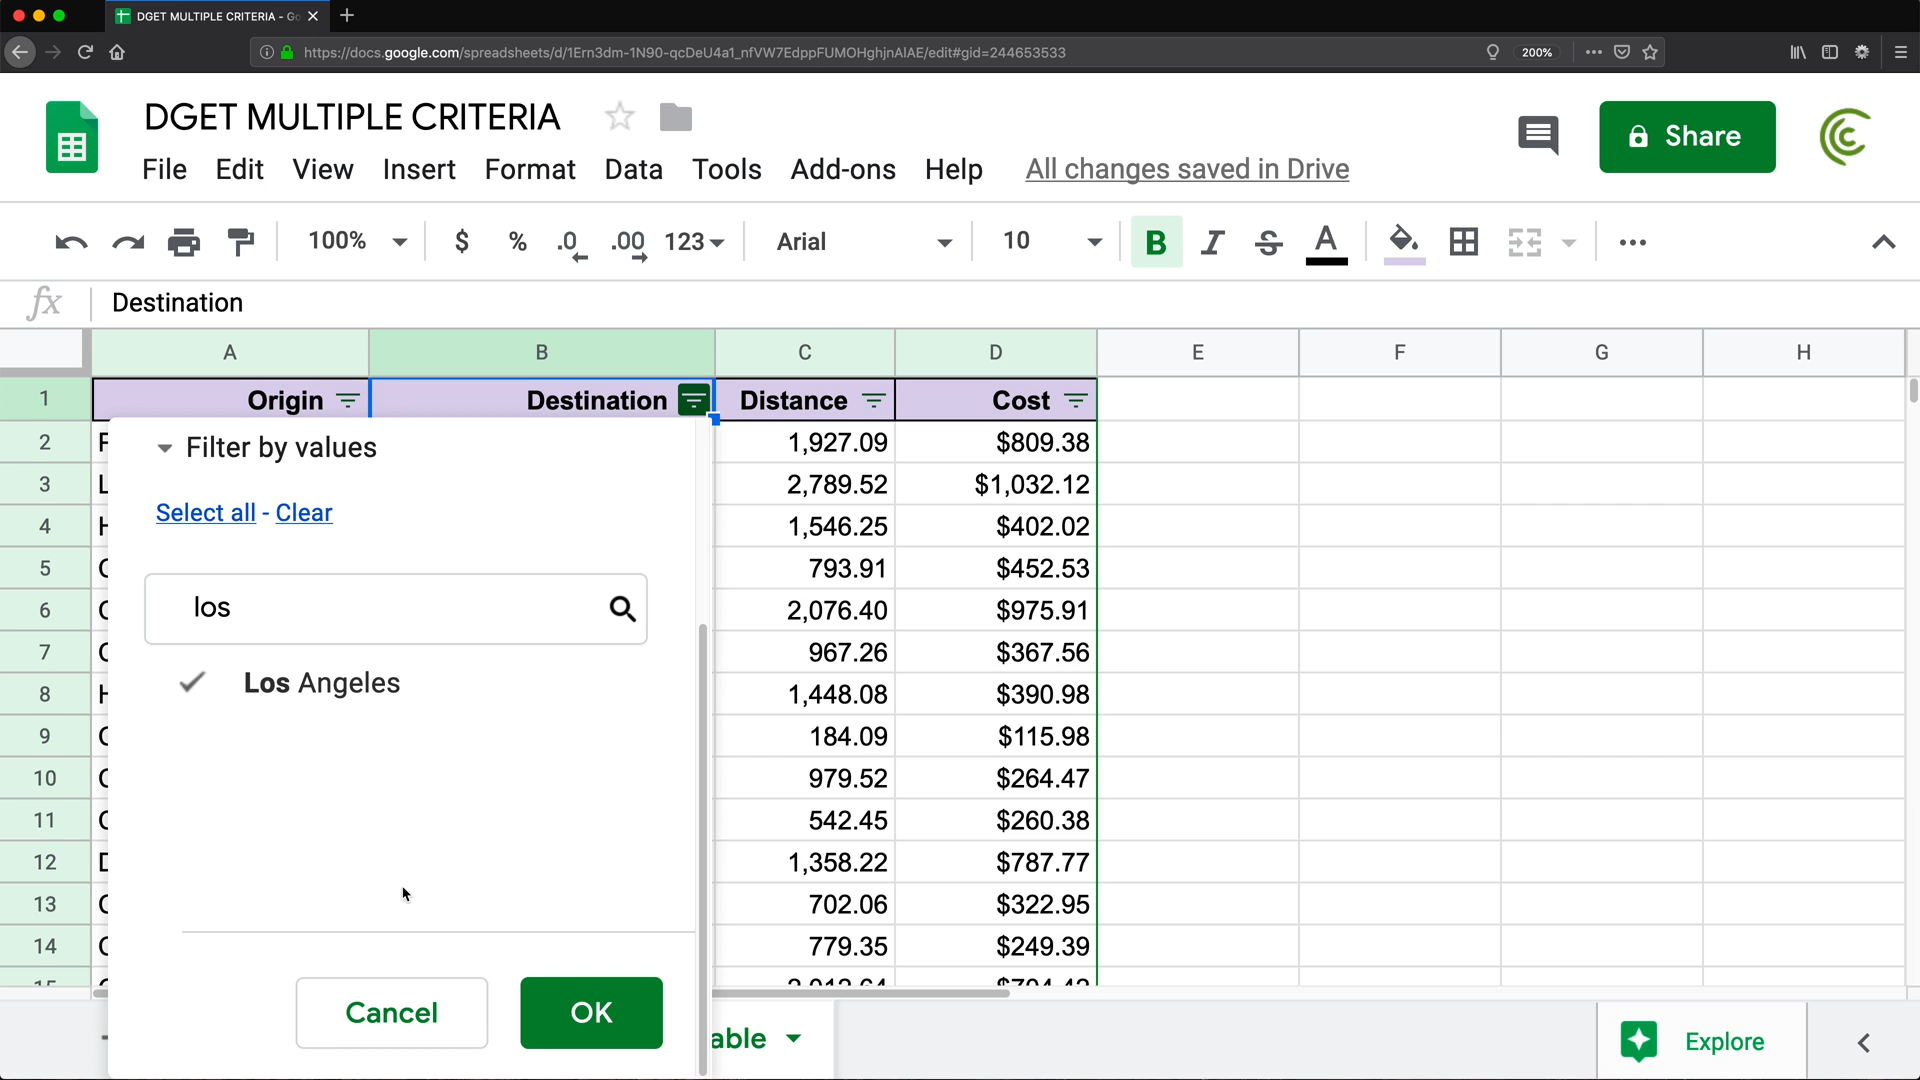 DGET MULTIPLE CRITERIA - Go
https://docs.google.com/spreadsheets/d/1Ern3dm-1N90-qcDeU4a1_nfVW7EdppFUMOHghjnAIAE/edit#gid=244653533
200%
DGET MULTIPLE CRITERIA
Share
File Edit View Insert Format Data Tools Add-ons Help All changes saved in Drive
100% $ % .0 .00 123 Arial 10 B I S A
fx Destination
A B C D E F G H
1 Origin Destination Distance Cost
2 F 1,927.09 $809.38
3 L 2,789.52 $1,032.12
4 H 1,546.25 $402.02
5 C 793.91 $452.53
6 C 2,076.40 $975.91
7 C 967.26 $367.56
8 H 1,448.08 $390.98
9 C 184.09 $115.98
10 C 979.52 $264.47
11 C 542.45 $260.38
12 D 1,358.22 $787.77
13 C 702.06 $322.95
14 C 779.35 $249.39
15 C 2,012.64 $704.42
Filter by values
Select all - Clear
los
Los Angeles
Cancel OK
able
Explore